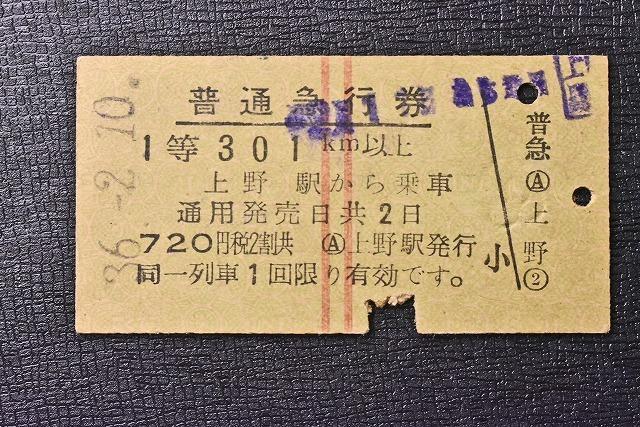 普通急行券
1等301km以上
上野 駅から乗車
通用発売日共2日
720円税2割共 Ⓐ上野駅発行
同一列車1回限り有効です。
36.-2.10.
小
普急Ⓐ上野②